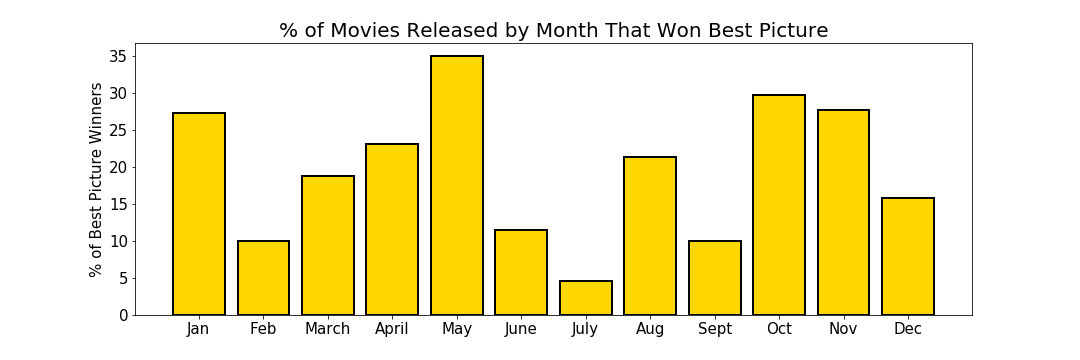 % of Movies Released by Month That Won Best Picture
% of Best Picture Winners
35
30
25
20
15
10
5
0
Jan Feb March April May June July Aug Sept Oct Nov Dec